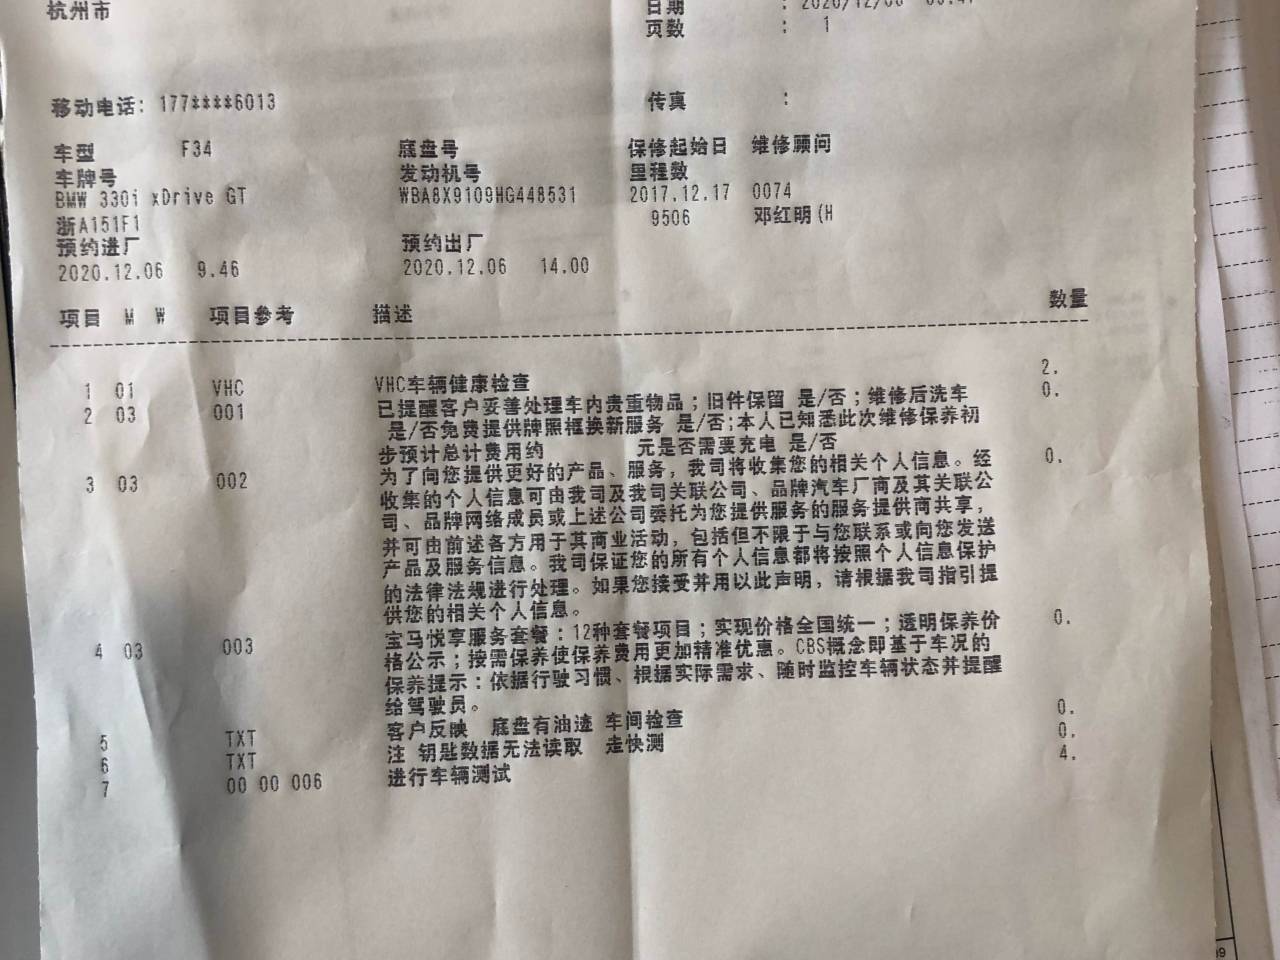 杭州市
日期 : 2020/12/06
页数 : 1
移动电话: 177****6013 传真 :
车型 F34 底盘号 保修起始日 维修顾问
车牌号 发动机号 里程数
BMW 330i xDrive GT WBA8X9109HG448531 2017.12.17 0074
浙A151F1 9506 邓红明(H
预约进厂 预约出厂
2020.12.06 9.46 2020.12.06 14.00
项目 M W 项目参考 描述 数量
1 01 VHC VHC车辆健康检查 2.
2 03 001 已提醒客户妥善处理车内贵重物品；旧件保留 是/否；维修后洗车 0.
是/否免费提供牌照框换新服务 是/否;本人已知悉此次维修保养初
步预计总计费用约 元是否需要充电 是/否
3 03 002 为了向您提供更好的产品、服务，我司将收集您的相关个人信息。经 0.
收集的个人信息可由我司及我司关联公司、品牌汽车厂商及其关联公
司、品牌网络成员或上述公司委托为您提供服务的服务提供商共享，
并可由前述各方用于其商业活动，包括但不限于与您联系或向您发送
产品及服务信息。我司保证您的所有个人信息都将按照个人信息保护
的法律法规进行处理。如果您接受并用以此声明，请根据我司指引提
供您的相关个人信息。
4 03 003 宝马悦享服务套餐：12种套餐项目；实现价格全国统一；透明保养价 0.
格公示；按需保养使保养费用更加精准优惠。CBS概念即基于车况的
保养提示：依据行驶习惯、根据实际需求、随时监控车辆状态并提醒
给驾驶员。
5 TXT 客户反映 底盘有油迹 车间检查 0.
6 TXT 注 钥匙数据无法读取 走快测 0.
7 00 00 006 进行车辆测试 4.